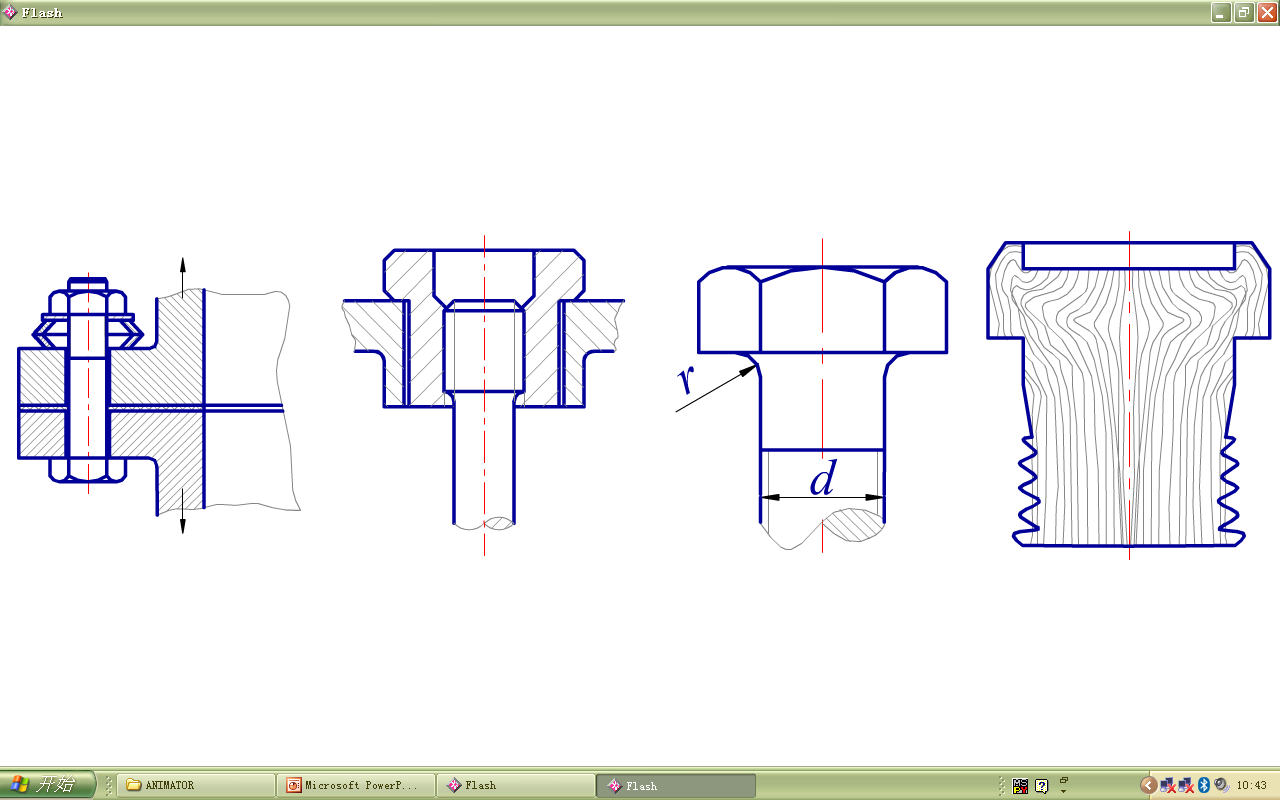 Flash
r
d
开始
ANIMATOR
Microsoft PowerP...
Flash
Flash
10:43